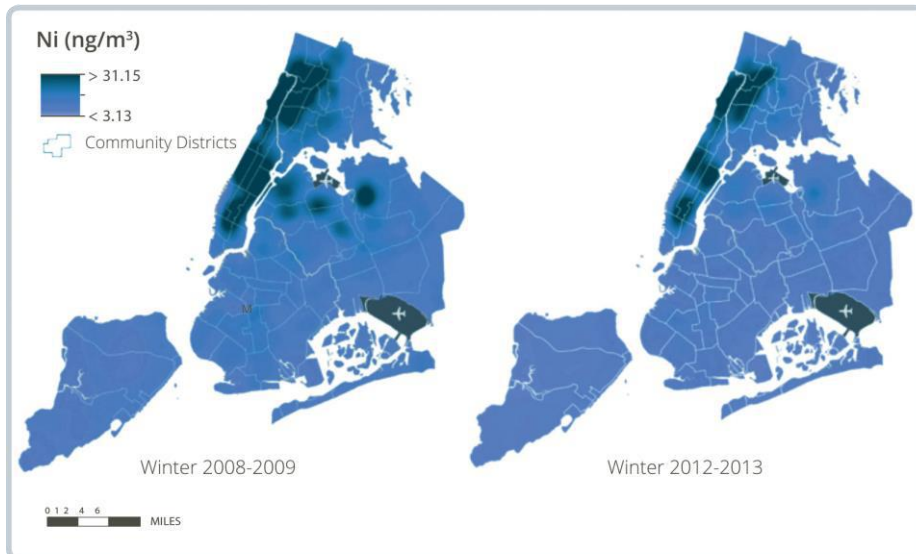 Ni (ng/m³)
> 31.15
< 3.13
Community Districts
M
Winter 2008-2009
Winter 2012-2013
0 1 2 4 6
MILES